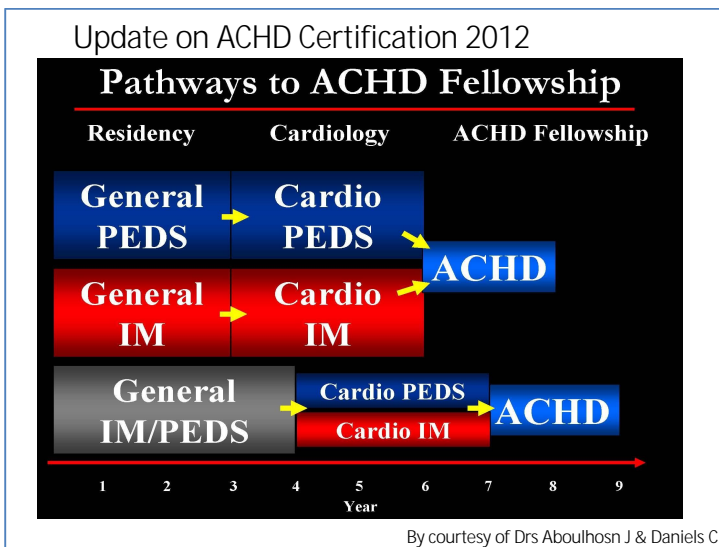 Update on ACHD Certification 2012
Pathways to ACHD Fellowship
Residency Cardiology ACHD Fellowship
General
PEDS
Cardio
PEDS
ACHD
General
IM
Cardio
IM
General
IM/PEDS
Cardio PEDS
Cardio IM
ACHD
1 2 3 4 5 6 7 8 9
Year
By courtesy of Drs Aboulhosn J & Daniels C